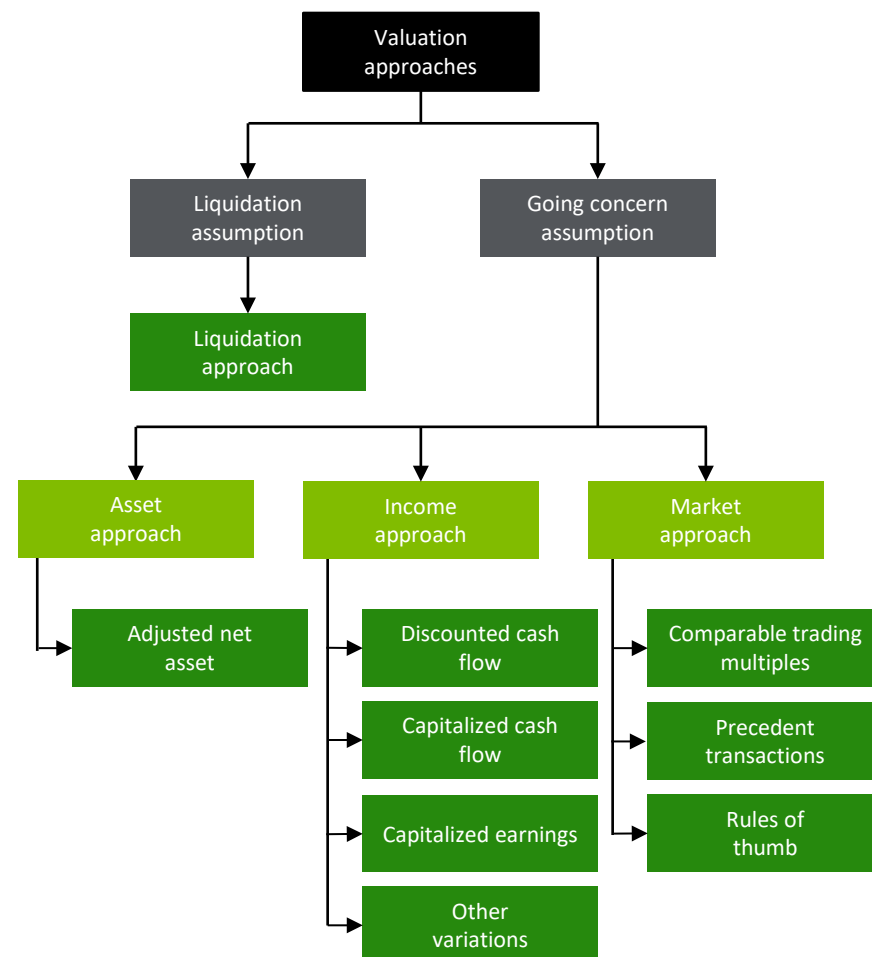 Valuation
approaches
Liquidation
assumption
Going concern
assumption
Liquidation
approach
Asset
approach
Income
approach
Market
approach
Adjusted net
asset
Discounted cash
flow
Comparable trading
multiples
Capitalized cash
flow
Precedent
transactions
Capitalized earnings
Rules of
thumb
Other
variations